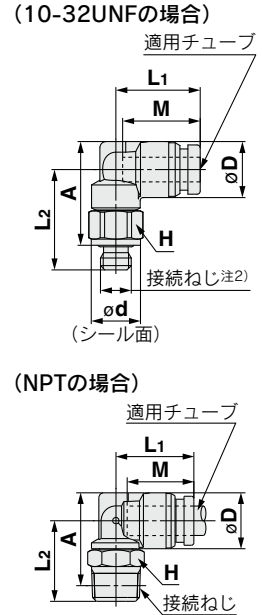 (10-32UNFの場合)
適用チューブ
L1
M
A
L2
øD
H
接続ねじ注2)
ød
(シール面)
(NPTの場合)
適用チューブ
L1
M
A
L2
øD
H
接続ねじ